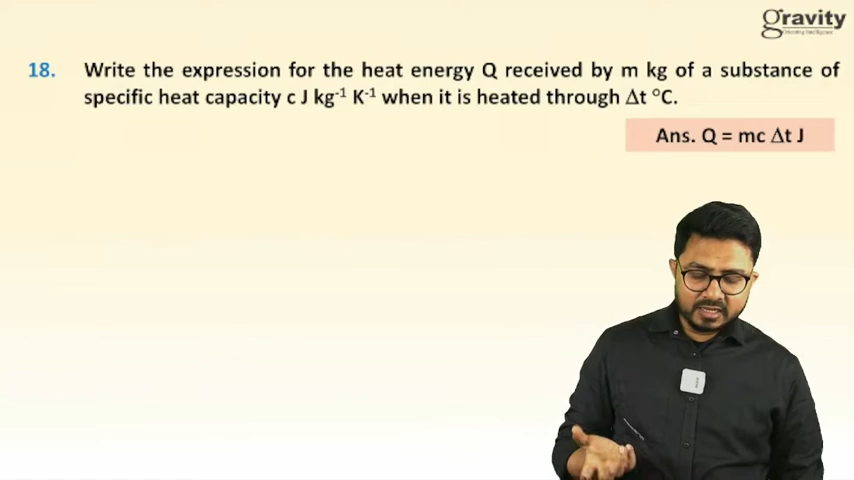 gravity
18. Write the expression for the heat energy Q received by m kg of a substance of
specific heat capacity c J kg⁻¹ K⁻¹ when it is heated through Δt °C.
Ans. Q = mc Δt J